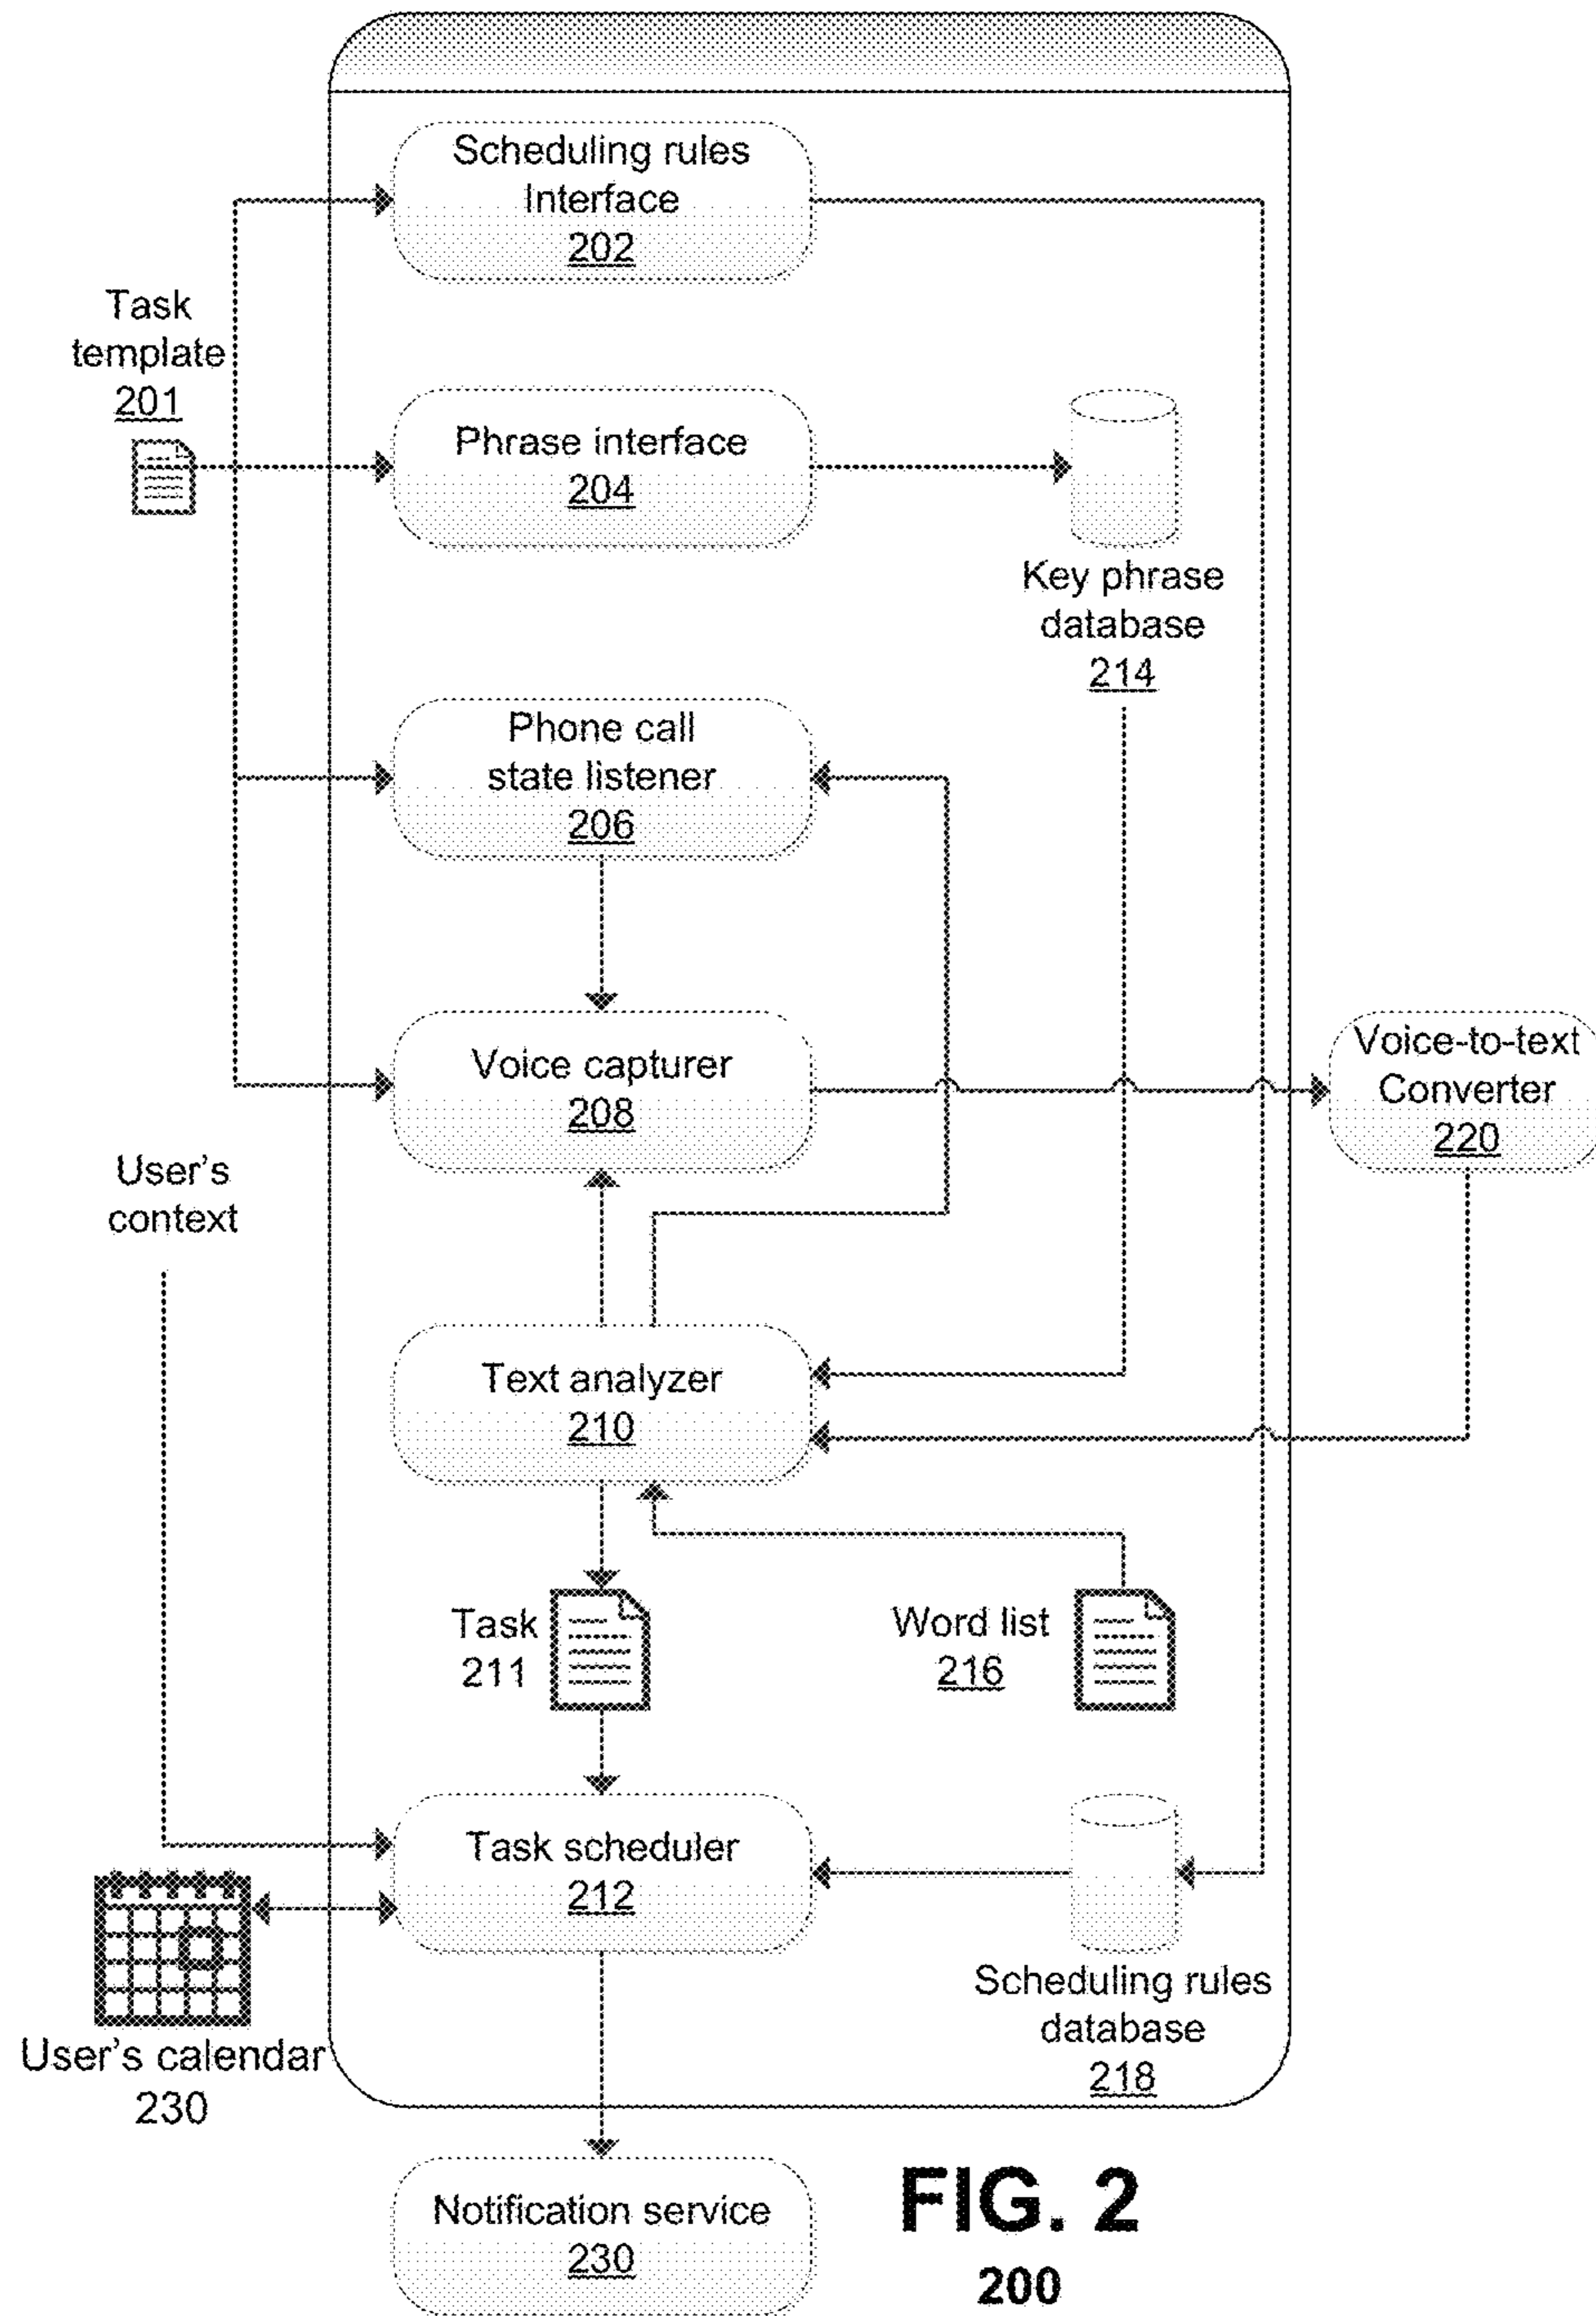 Scheduling rules
Interface
202
Task
template
201
Phrase interface
204
Key phrase
database
214
Phone call
state listener
206
Voice capturer
208
Voice-to-text
Converter
220
User's
context
Text analyzer
210
Task
211
Word list
216
Task scheduler
212
User's calendar
230
Scheduling rules
database
218
Notification service
230
FIG. 2
200